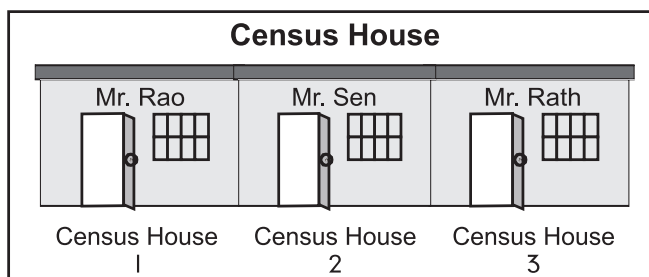 Census House
Mr. Rao Mr. Sen Mr. Rath
Census House Census House Census House
1 2 3